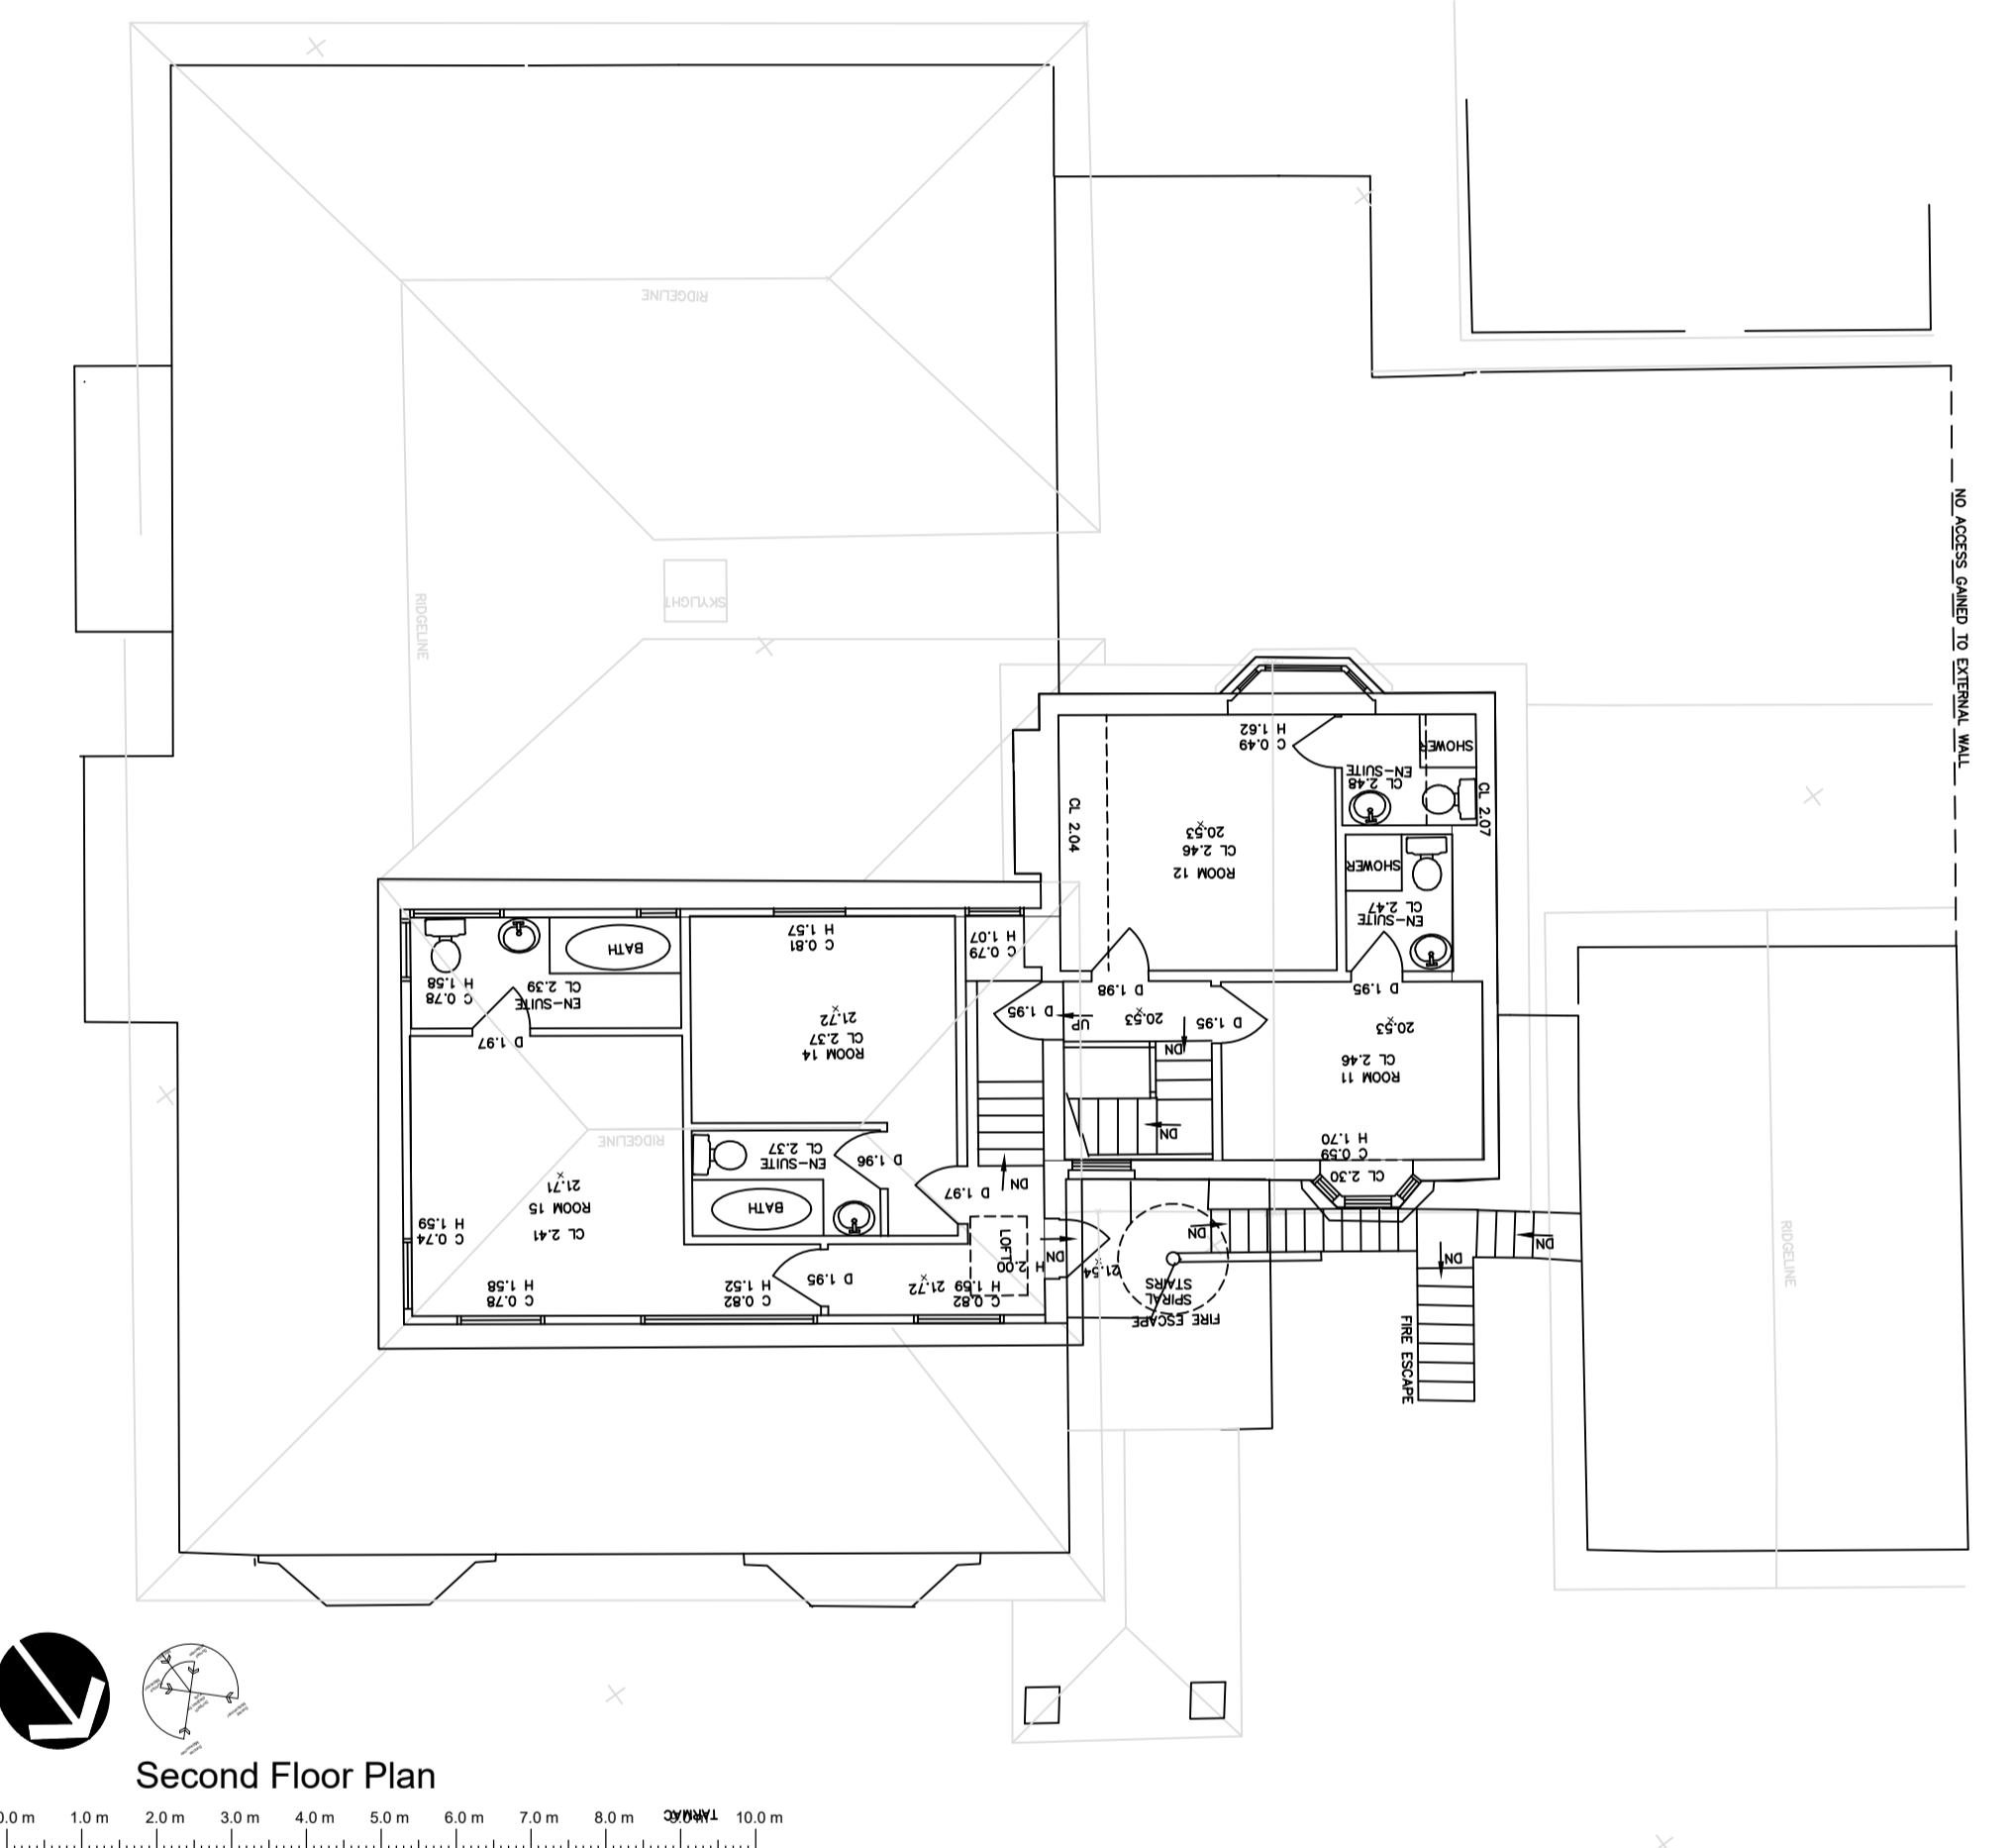 RIDGELINE
RIDGELINE
SKYLIGHT
NO ACCESS GAINED TO EXTERNAL WALL
H 1.62
C 0.49
SHOWER
EN-SUITE
CL 2.48
CL 2.07
CL 2.04
20.53
CL 2.46
ROOM 12
SHOWER
CL 2.47
EN-SUITE
D 1.95
D 1.98
D 1.95
UP
20.53
D 1.95
DN
20.53
CL 2.46
ROOM 11
DN
H 1.70
C 0.59
CL 2.30
H 1.07
C 0.79
H 1.57
C 0.81
BATH
H 1.58
C 0.78
CL 2.39
EN-SUITE
D 1.97
21.72
CL 2.37
ROOM 14
RIDGELINE
CL 2.37
EN-SUITE
D 1.96
BATH
D 1.97
DN
21.71
ROOM 15
CL 2.41
H 1.59
C 0.74
H 1.58
C 0.78
H 1.52
C 0.82
D 1.95
21.72
H 1.59
C 0.82
LOFT
H 2.00
DN
21.54
DN
STAIRS
SPIRAL
FIRE ESCAPE
DN
DN
FIRE ESCAPE
RIDGELINE
Second Floor Plan
0.0 m 1.0 m 2.0 m 3.0 m 4.0 m 5.0 m 6.0 m 7.0 m 8.0 m 9.0 m 10.0 m
TARMAC